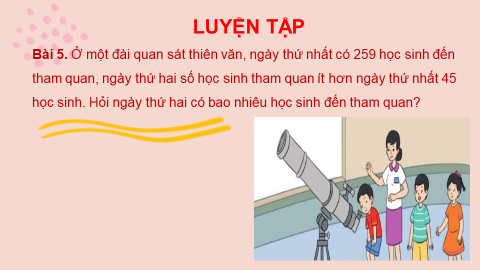 LUYỆN TẬP
Bài 5. Ở một đài quan sát thiên văn, ngày thứ nhất có 259 học sinh đến
tham quan, ngày thứ hai số học sinh tham quan ít hơn ngày thứ nhất 45
học sinh. Hỏi ngày thứ hai có bao nhiêu học sinh đến tham quan?